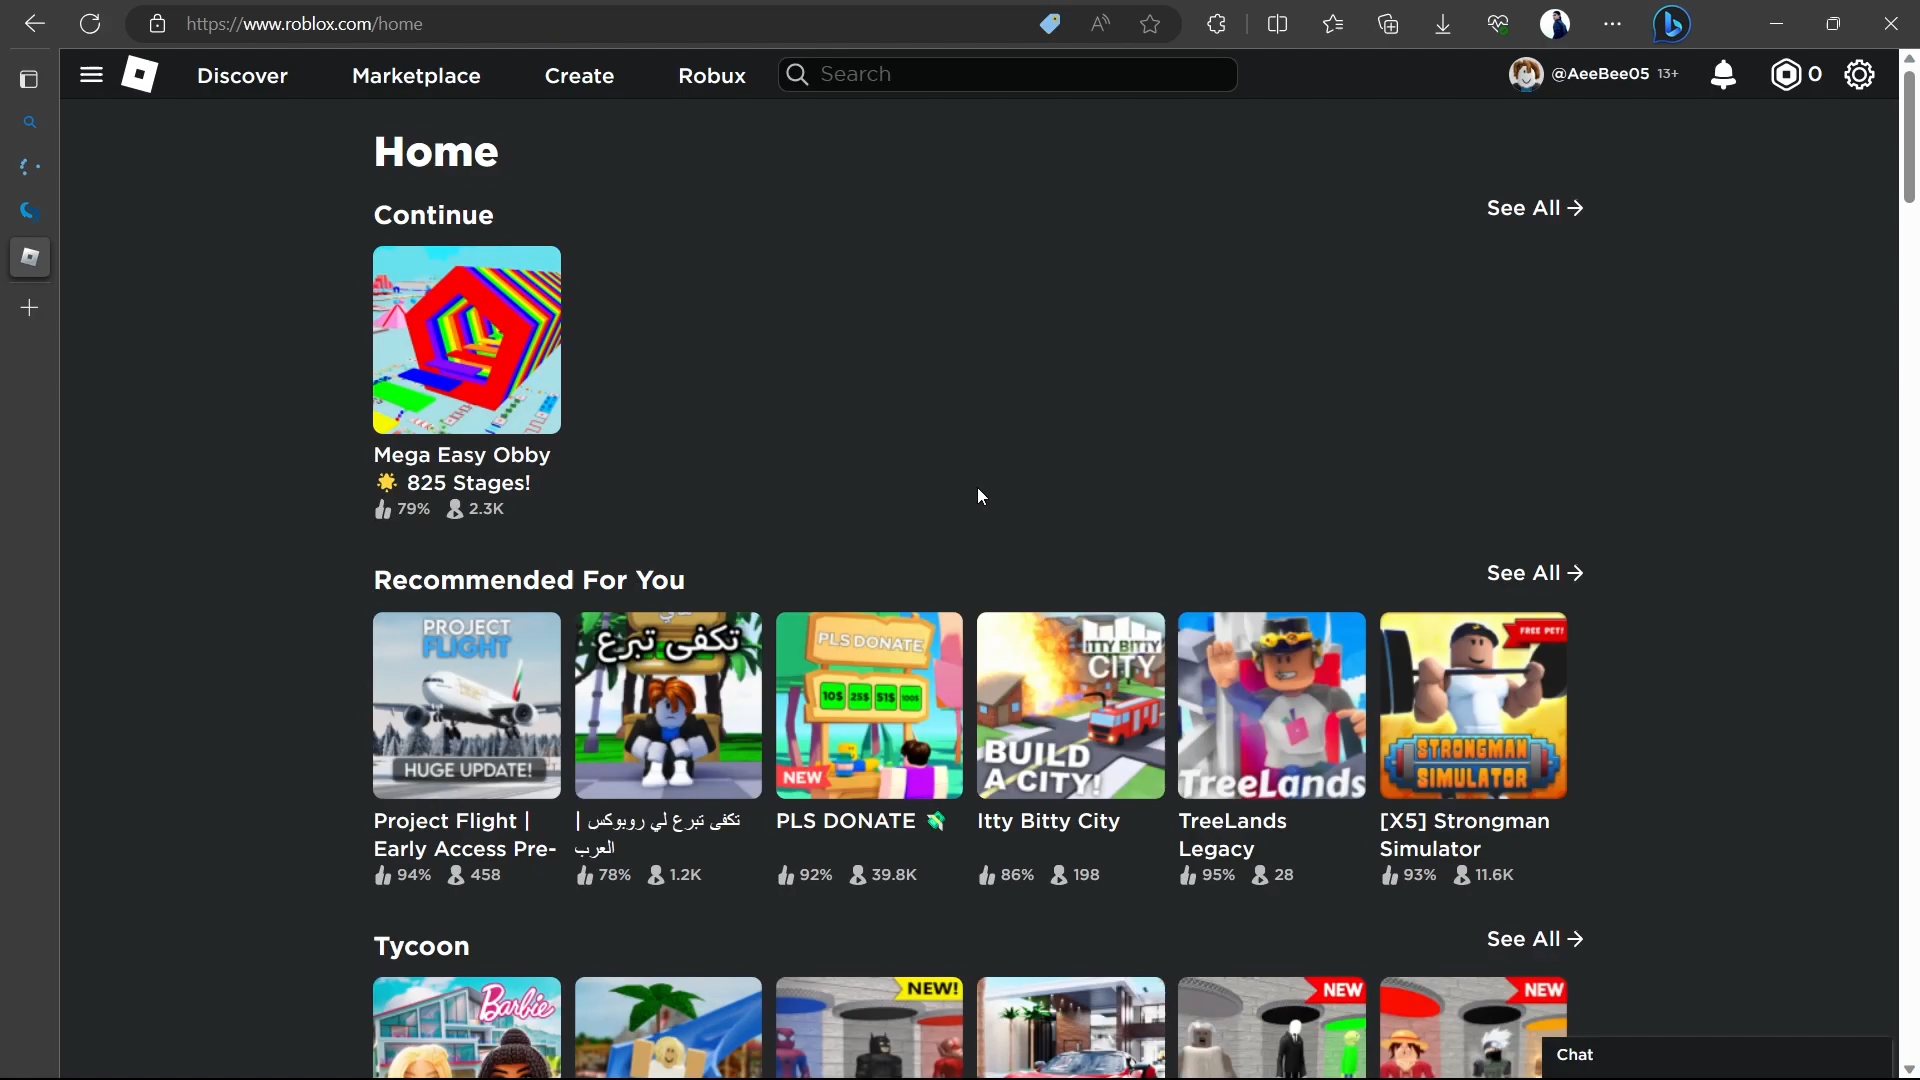 https://www.roblox.com/home
Discover
Marketplace
Create
Robux
Search
@AeeBee05 13+
0
Home
Continue
See All →
Mega Easy Obby
🌟 825 Stages!
79% 2.3K
Recommended For You
See All →
PROJECT
FLIGHT
HUGE UPDATE!
تكفى تبرع
PLS DONATE
10$ 25$ 51$ 100$
NEW
ITTY BITTY
CITY
BUILD
A CITY!
TreeLands
FREE PET!
STRONGMAN
SIMULATOR
Project Flight |
Early Access Pre-
94% 458
تكفى تبرع لي روبوكس |
العرب
78% 1.2K
PLS DONATE 💸
92% 39.8K
Itty Bitty City
86% 198
TreeLands
Legacy
95% 28
[X5] Strongman
Simulator
93% 11.6K
Tycoon
See All →
Barbie
NEW!
NEW
NEW
Chat